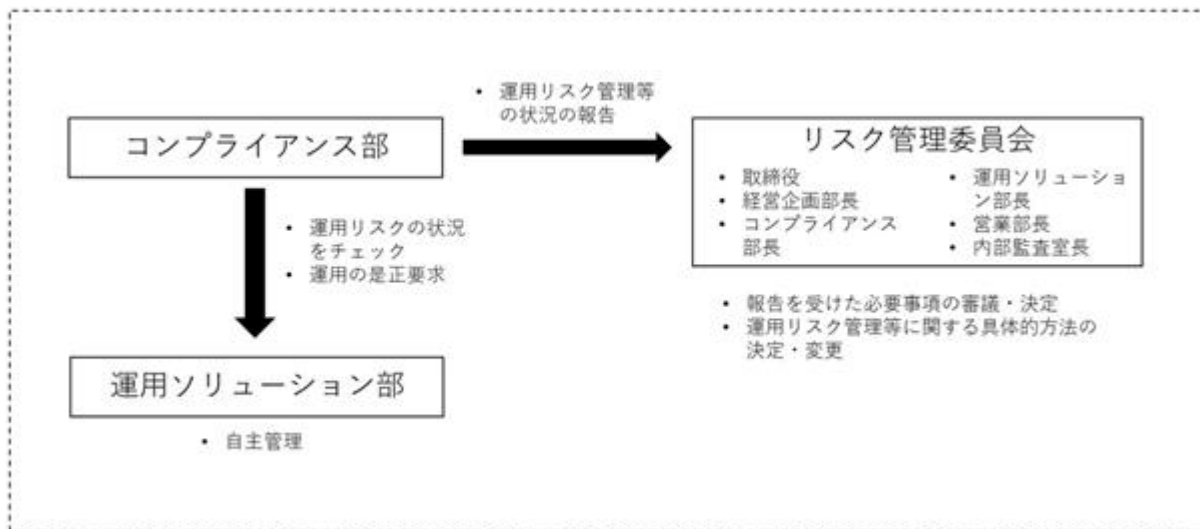 • 運用リスク管理等
の状況の報告
コンプライアンス部
リスク管理委員会
• 取締役
• 経営企画部長
• コンプライアンス
部長
• 運用ソリューショ
ン部長
• 営業部長
• 内部監査室長
• 運用リスクの状況
をチェック
• 運用の是正要求
• 報告を受けた必要事項の審議・決定
• 運用リスク管理等に関する具体的方法の
決定・変更
運用ソリューション部
• 自主管理